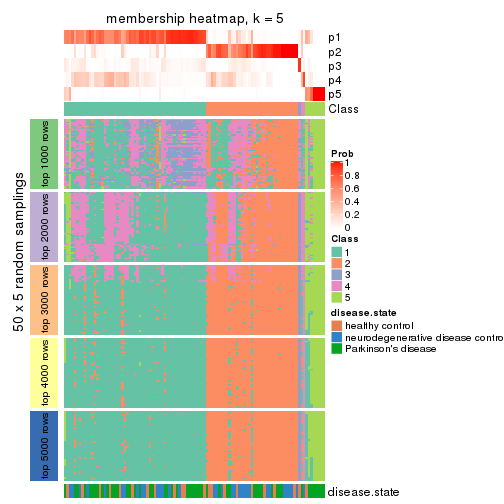 membership heatmap, k = 5
p1
p2
p3
p4
p5
Class
50 x 5 random samplings
top 1000 rows
top 2000 rows
top 3000 rows
top 4000 rows
top 5000 rows
Prob
1
0.8
0.6
0.4
0.2
0
Class
1
2
3
4
5
disease.state
healthy control
neurodegenerative disease contro
Parkinson's disease
disease.state